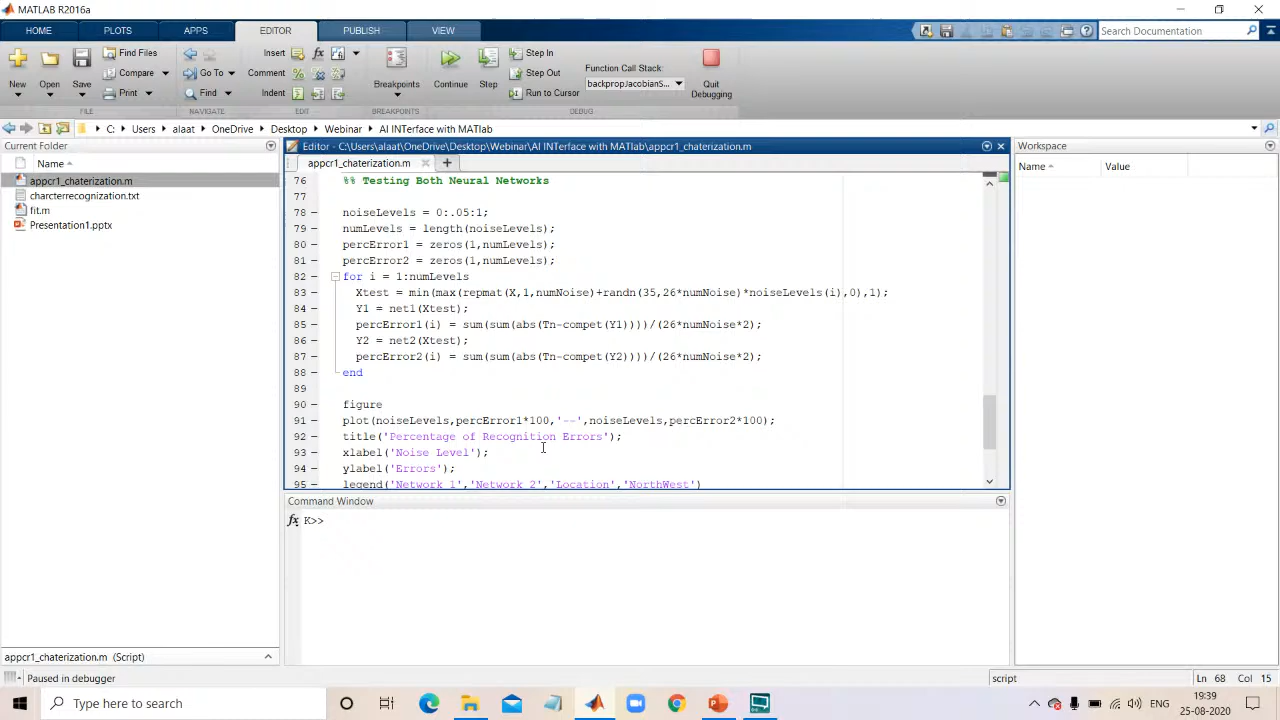 MATLAB R2016a
HOME PLOTS APPS EDITOR PUBLISH VIEW
Search Documentation
New Open Save Find Files Compare Print
Go To Find
Insert Comment Indent
Breakpoints
Continue Step Step In Step Out Run to Cursor
Function Call Stack:
backpropJacobianS...
Quit Debugging
FILE NAVIGATE EDIT BREAKPOINTS DEBUG
C: Users alaat OneDrive Desktop Webinar AI INTerface with MATlab
Current Folder
Name
appcr1_chaterization.m
charcterrecognization.txt
fit.m
Presentation1.pptx
appcr1_chaterization.m (Script)
Editor - C:\Users\alaat\OneDrive\Desktop\Webinar\AI INTerface with MATlab\appcr1_chaterization.m
appcr1_chaterization.m
76 %% Testing Both Neural Networks
77
78 – noiseLevels = 0:.05:1;
79 – numLevels = length(noiseLevels);
80 – percError1 = zeros(1,numLevels);
81 – percError2 = zeros(1,numLevels);
82 – for i = 1:numLevels
83 – Xtest = min(max(repmat(X,1,numNoise)+randn(35,26*numNoise)*noiseLevels(i),0),1);
84 – Y1 = net1(Xtest);
85 – percError1(i) = sum(sum(abs(Tn-compet(Y1))))/(26*numNoise*2);
86 – Y2 = net2(Xtest);
87 – percError2(i) = sum(sum(abs(Tn-compet(Y2))))/(26*numNoise*2);
88 – end
89
90 – figure
91 – plot(noiseLevels,percError1*100,'--',noiseLevels,percError2*100);
92 – title('Percentage of Recognition Errors');
93 – xlabel('Noise Level');
94 – ylabel('Errors');
95 – legend('Network 1','Network 2','Location','NorthWest')
Command Window
fx K>>
Workspace
Name Value
Paused in debugger
script Ln 68 Col 15
Type here to search
ENG
19:39
25-08-2020